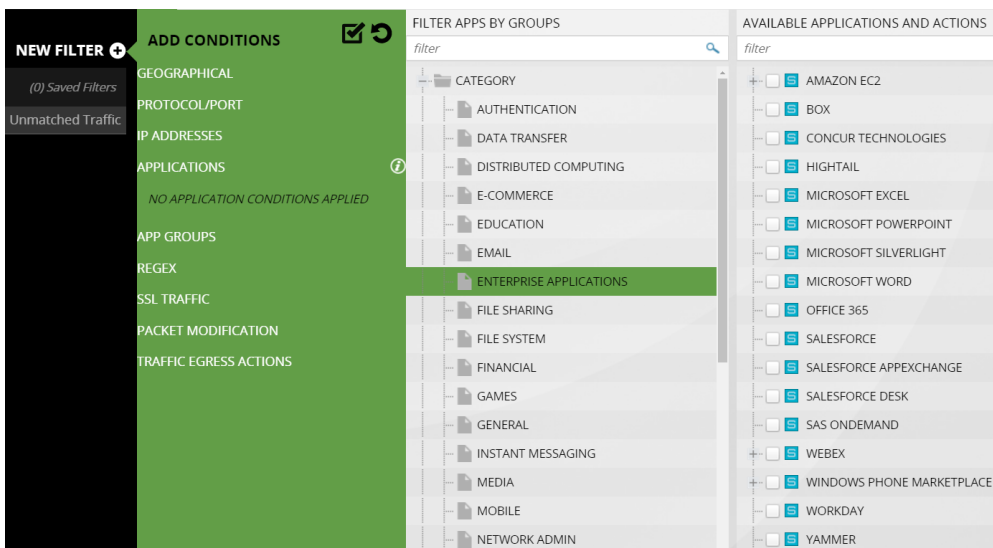 NEW FILTER
(0) Saved Filters
Unmatched Traffic
ADD CONDITIONS
GEOGRAPHICAL
PROTOCOL/PORT
IP ADDRESSES
APPLICATIONS
NO APPLICATION CONDITIONS APPLIED
APP GROUPS
REGEX
SSL TRAFFIC
PACKET MODIFICATION
TRAFFIC EGRESS ACTIONS
FILTER APPS BY GROUPS
filter
CATEGORY
AUTHENTICATION
DATA TRANSFER
DISTRIBUTED COMPUTING
E-COMMERCE
EDUCATION
EMAIL
ENTERPRISE APPLICATIONS
FILE SHARING
FILE SYSTEM
FINANCIAL
GAMES
GENERAL
INSTANT MESSAGING
MEDIA
MOBILE
NETWORK ADMIN
AVAILABLE APPLICATIONS AND ACTIONS
filter
S AMAZON EC2
S BOX
S CONCUR TECHNOLOGIES
S HIGHTAIL
S MICROSOFT EXCEL
S MICROSOFT POWERPOINT
S MICROSOFT SILVERLIGHT
S MICROSOFT WORD
S OFFICE 365
S SALESFORCE
S SALESFORCE APPEXCHANGE
S SALESFORCE DESK
S SAS ONDEMAND
S WEBEX
S WINDOWS PHONE MARKETPLACE
S WORKDAY
S YAMMER